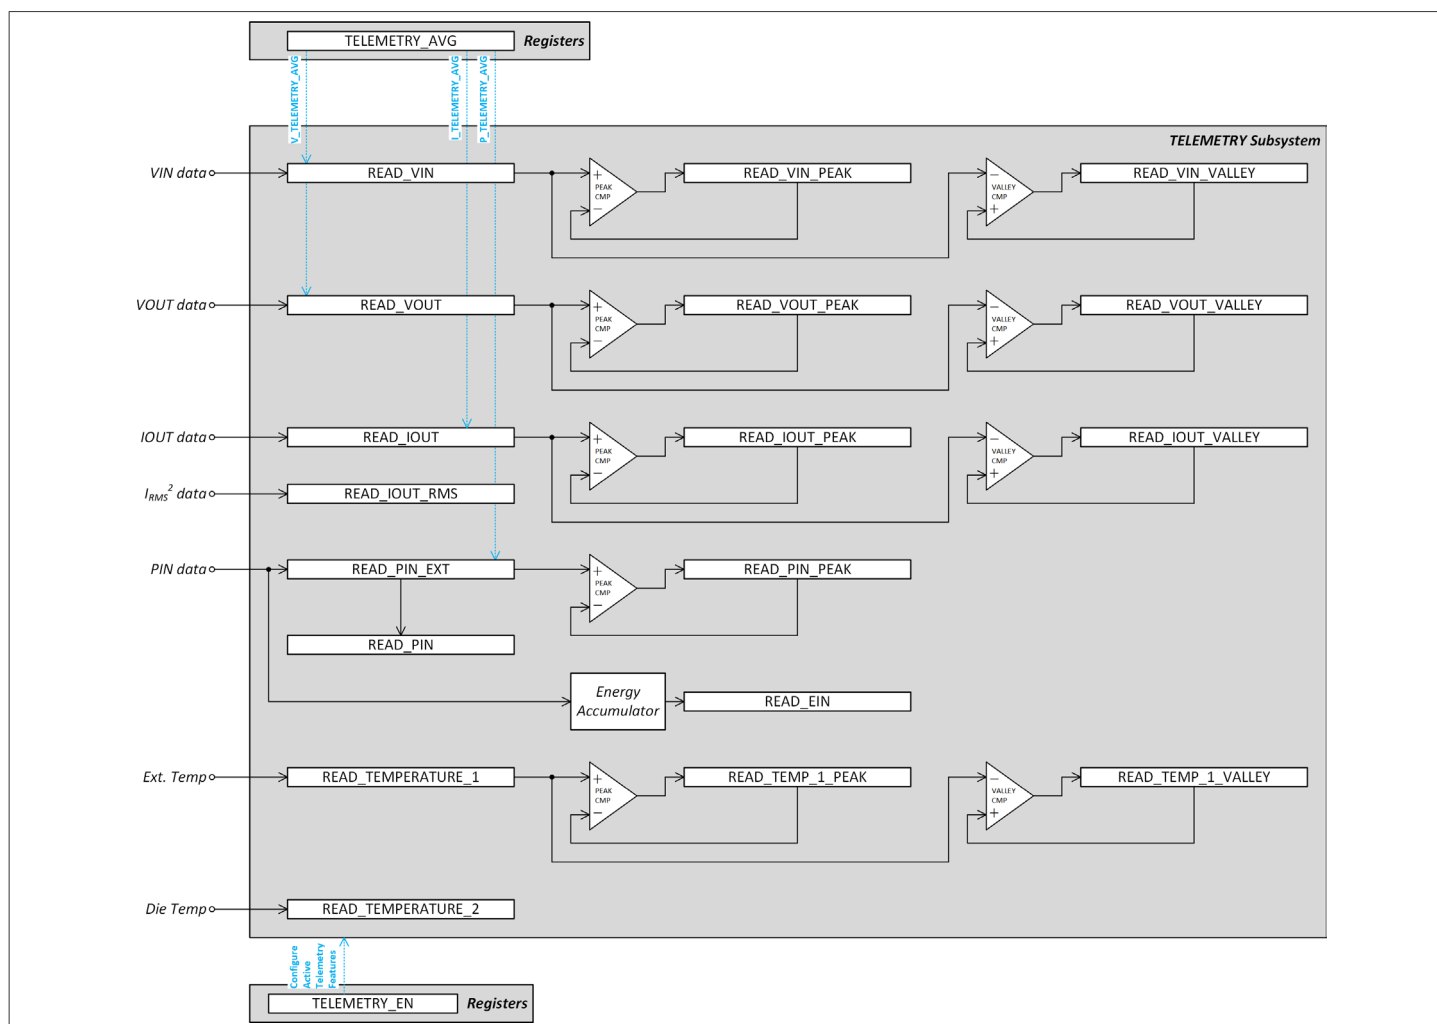 TELEMETRY_AVG Registers
V_TELEMETRY_AVG
I_TELEMETRY_AVG
P_TELEMETRY_AVG
TELEMETRY Subsystem
VIN data READ_VIN + PEAK CMP − READ_VIN_PEAK − VALLEY CMP + READ_VIN_VALLEY
VOUT data READ_VOUT + PEAK CMP − READ_VOUT_PEAK − VALLEY CMP + READ_VOUT_VALLEY
IOUT data READ_IOUT + PEAK CMP − READ_IOUT_PEAK − VALLEY CMP + READ_IOUT_VALLEY
I_RMS² data READ_IOUT_RMS
PIN data READ_PIN_EXT + PEAK CMP − READ_PIN_PEAK
READ_PIN
Energy
Accumulator
READ_EIN
Ext. Temp READ_TEMPERATURE_1 + PEAK CMP − READ_TEMP_1_PEAK − VALLEY CMP + READ_TEMP_1_VALLEY
Die Temp READ_TEMPERATURE_2
Configure
Active
Telemetry
Features
TELEMETRY_EN Registers